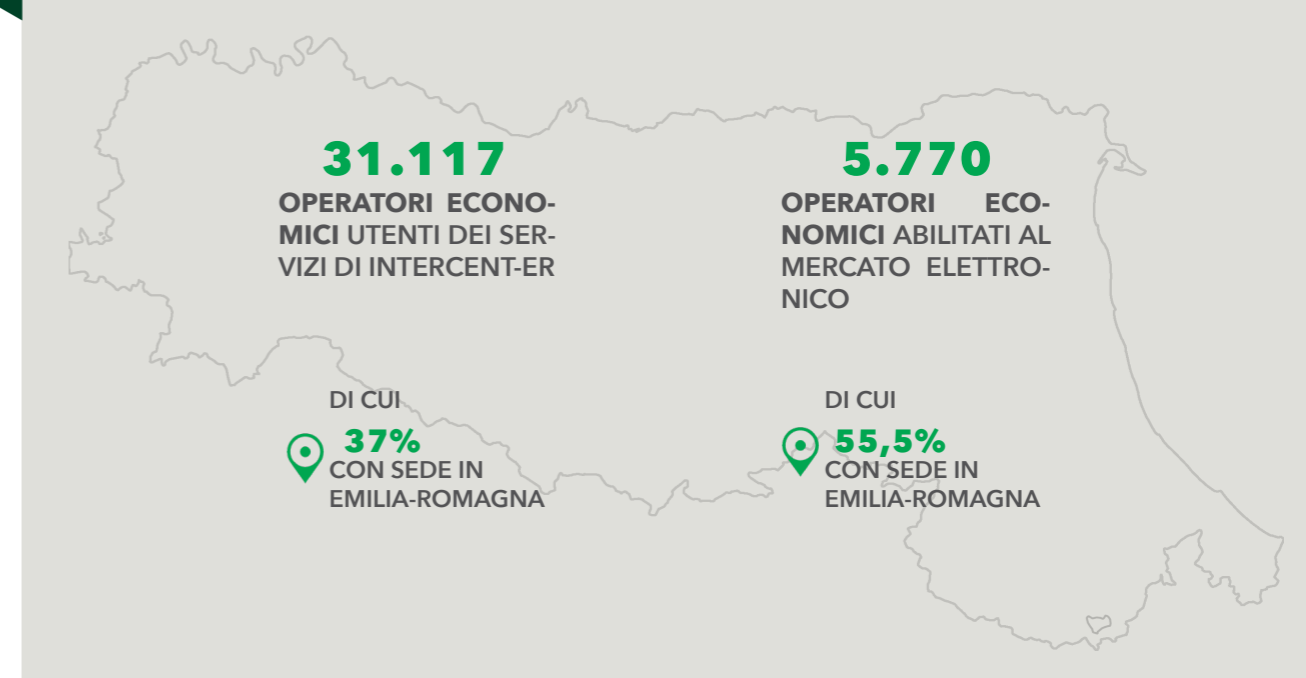 31.117
OPERATORI ECONO-
MICI UTENTI DEI SER-
VIZI DI INTERCENT-ER
DI CUI
37%
CON SEDE IN
EMILIA-ROMAGNA
5.770
OPERATORI ECO-
NOMICI ABILITATI AL
MERCATO ELETTRO-
NICO
DI CUI
55,5%
CON SEDE IN
EMILIA-ROMAGNA